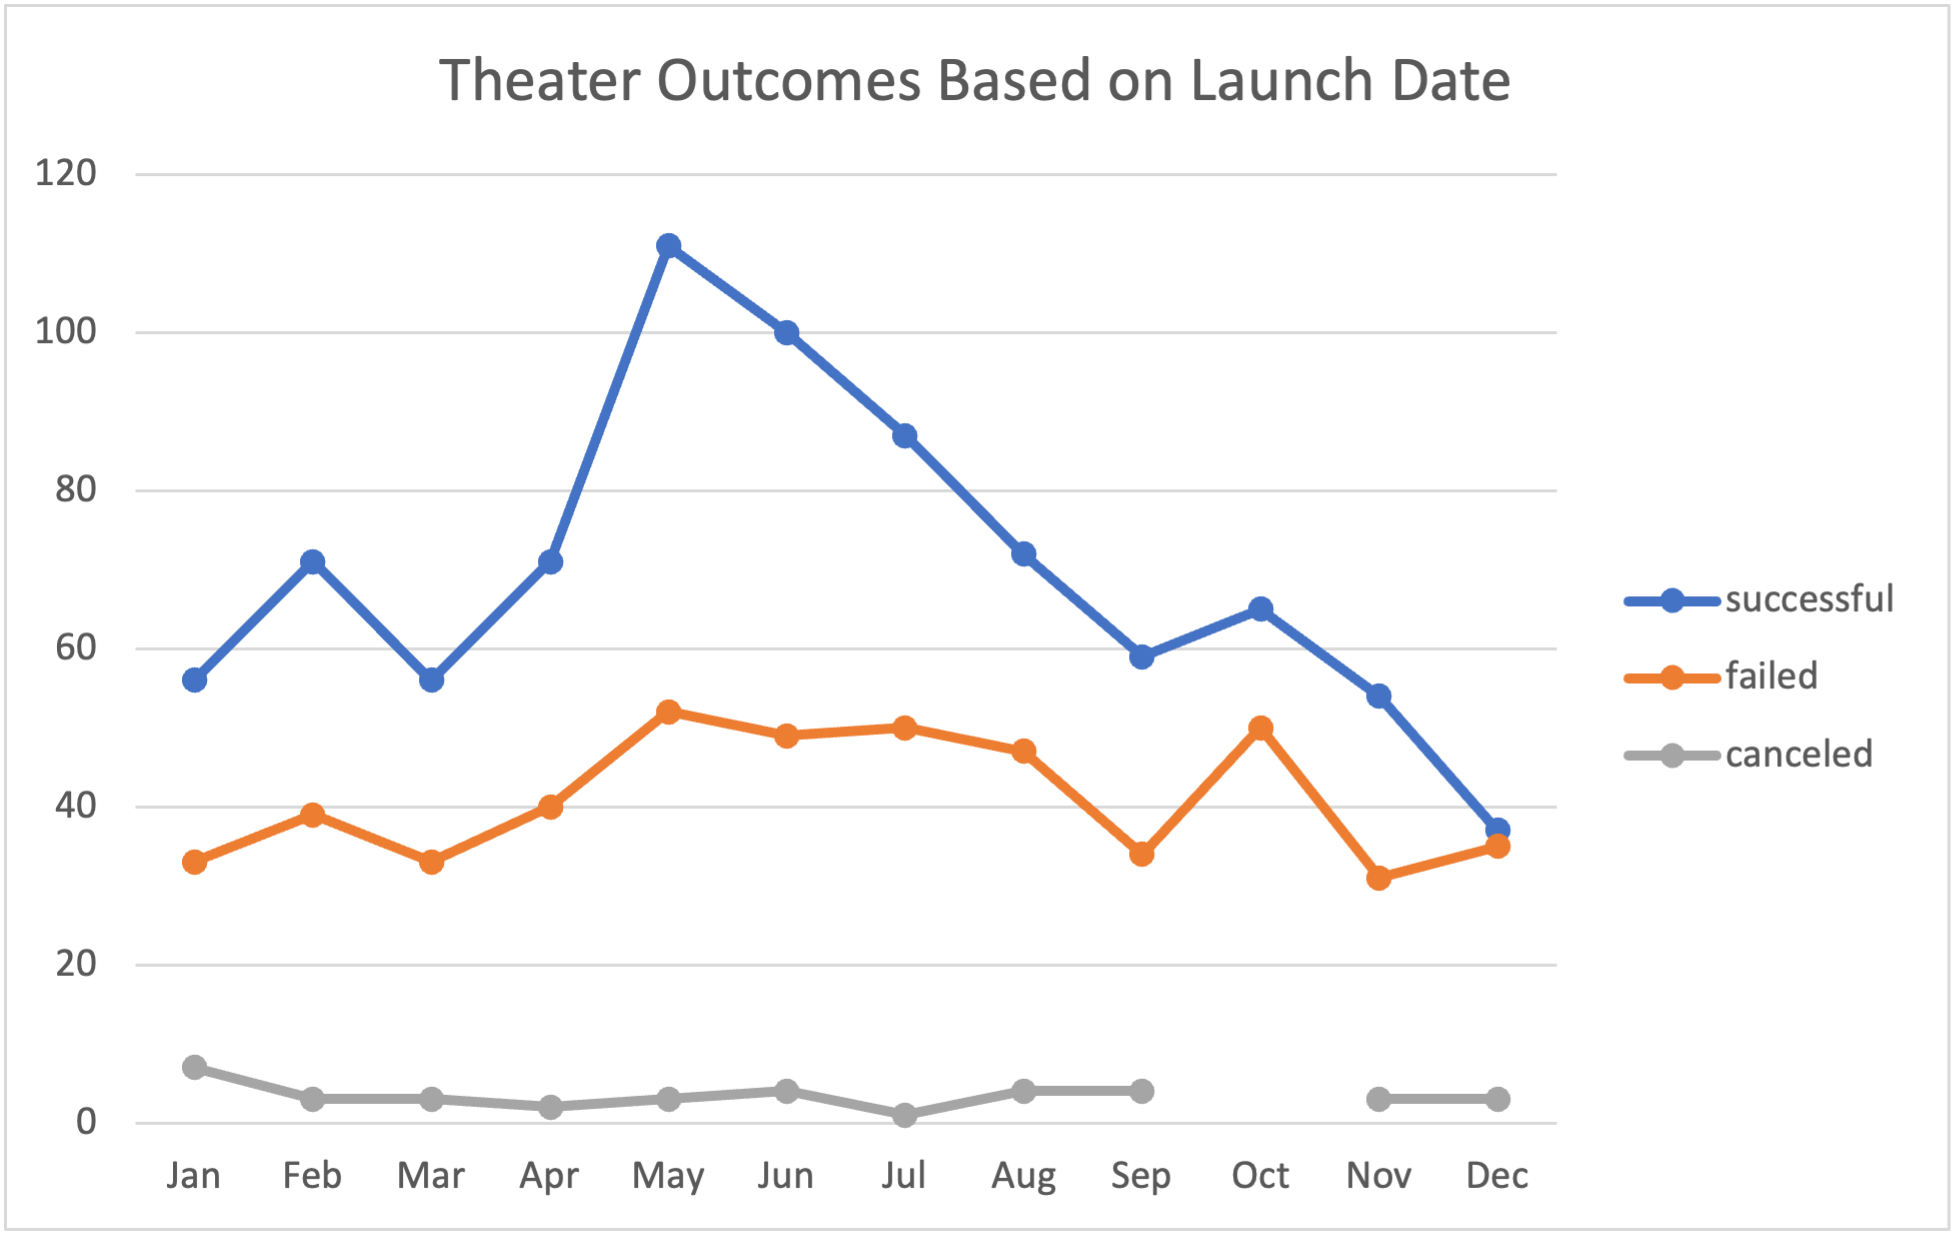 Theater Outcomes Based on Launch Date
120
100
80
60
40
20
0
Jan Feb Mar Apr May Jun Jul Aug Sep Oct Nov Dec
successful
failed
canceled